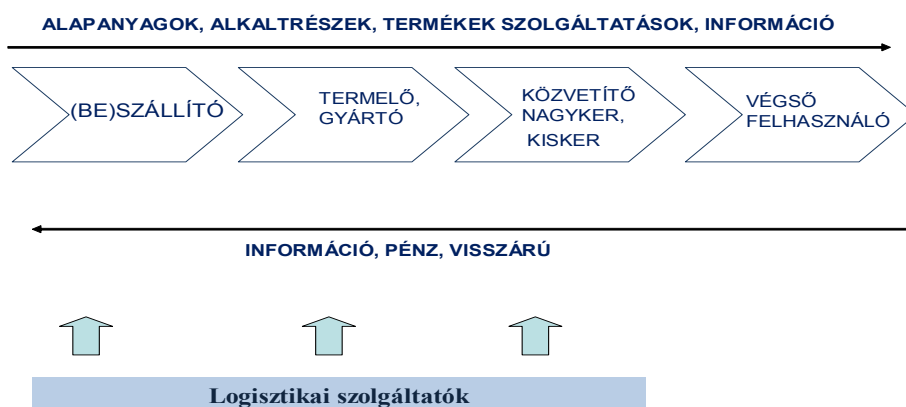 ALAPANYAGOK, ALKALTRÉSZEK, TERMÉKEK SZOLGÁLTATÁSOK, INFORMÁCIÓ
(BE)SZÁLLÍTÓ
TERMELŐ,
GYÁRTÓ
KÖZVETÍTŐ
NAGYKER,
KISKER
VÉGSŐ
FELHASZNÁLÓ
INFORMÁCIÓ, PÉNZ, VISSZÁRÚ
Logisztikai szolgáltatók